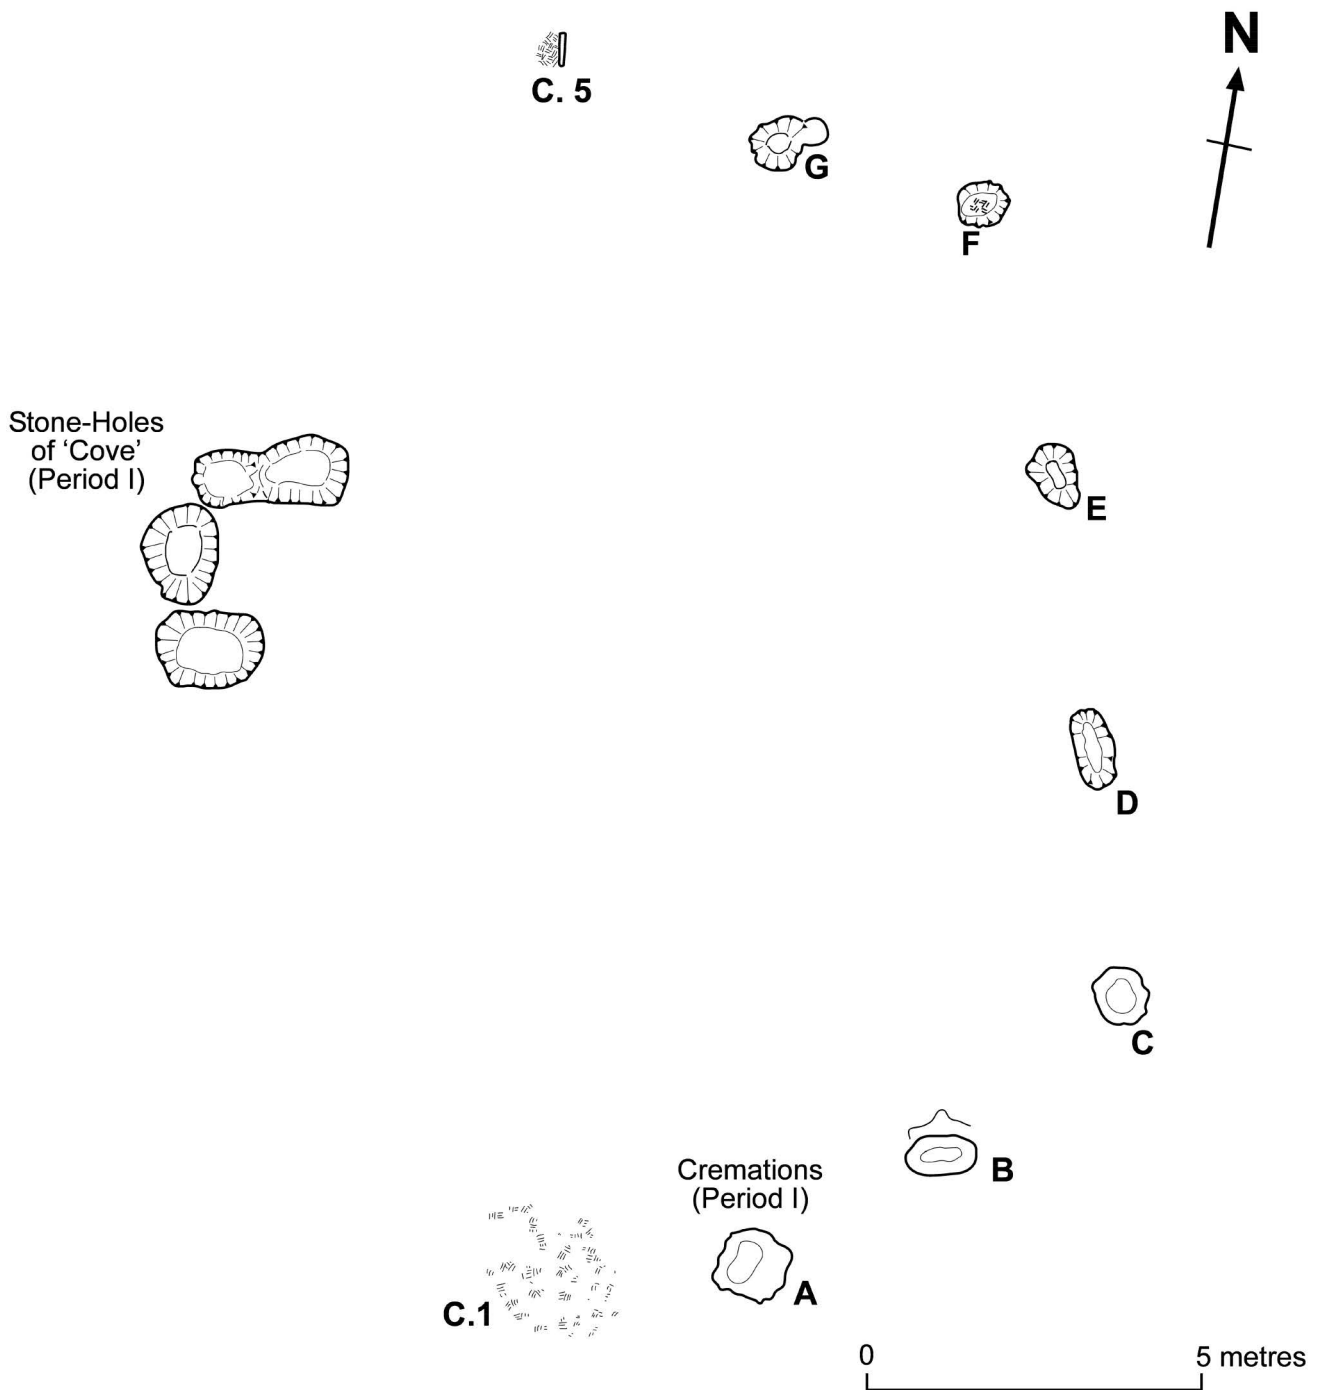 N
C. 5
G
F
Stone-Holes
of ‘Cove’
(Period I)
E
D
C
B
Cremations
(Period I)
A
C.1
0
5 metres